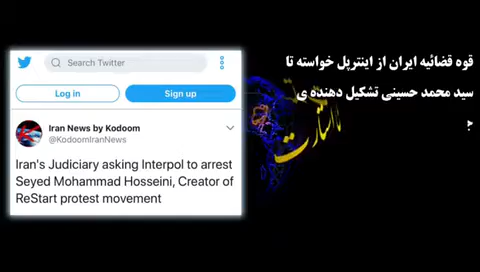 Search Twitter
Log in
Sign up
Iran News by Kodoom
@KodoomIranNews
Iran's Judiciary asking Interpol to arrest
Seyed Mohammad Hosseini, Creator of
ReStart protest movement
قوه قضائیه ایران از اینترپل خواسته تا
سید محمد حسینی تشکیل دهنده ی